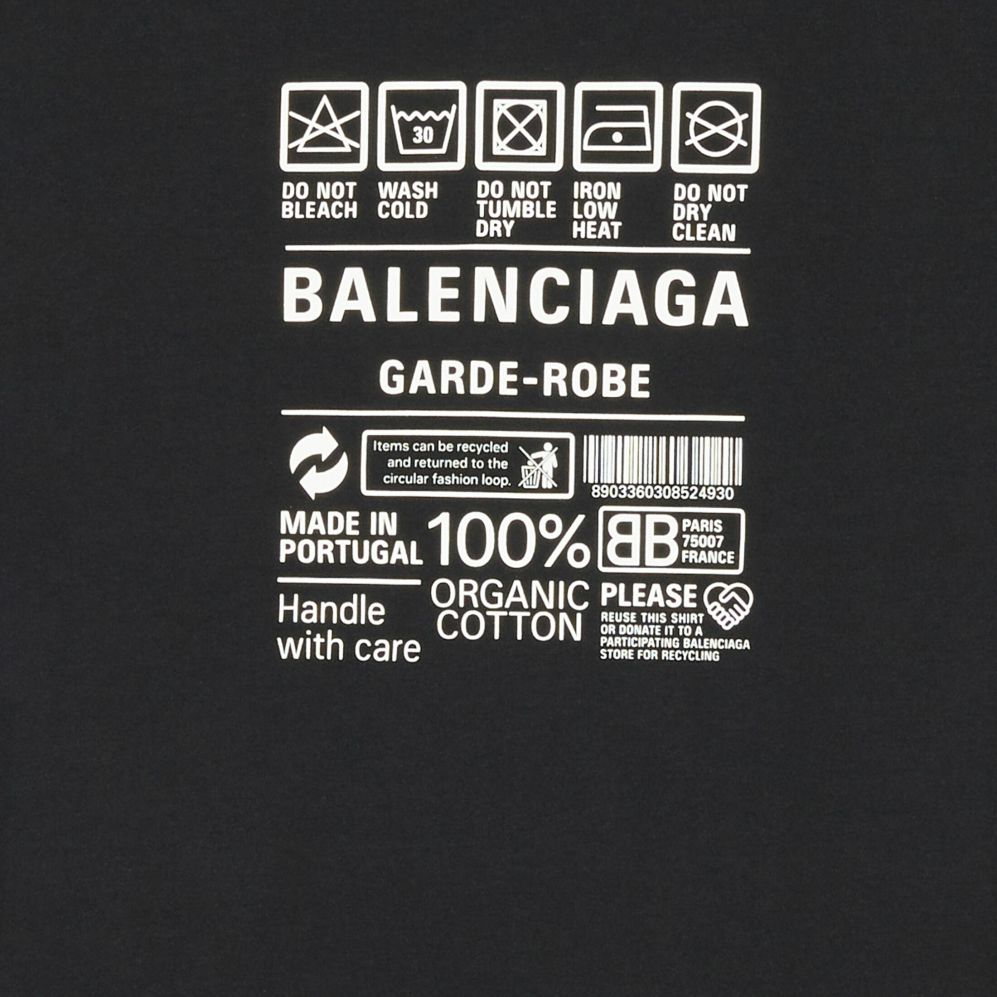 30
DO NOT
BLEACH
WASH
COLD
DO NOT
TUMBLE
DRY
IRON
LOW
HEAT
DO NOT
DRY
CLEAN
BALENCIAGA
GARDE-ROBE
Items can be recycled
and returned to the
circular fashion loop.
8903360308524930
MADE IN
PORTUGAL
100%
ORGANIC
COTTON
BB
PARIS
75007
FRANCE
Handle
with care
PLEASE
REUSE THIS SHIRT
OR DONATE IT TO A
PARTICIPATING BALENCIAGA
STORE FOR RECYCLING